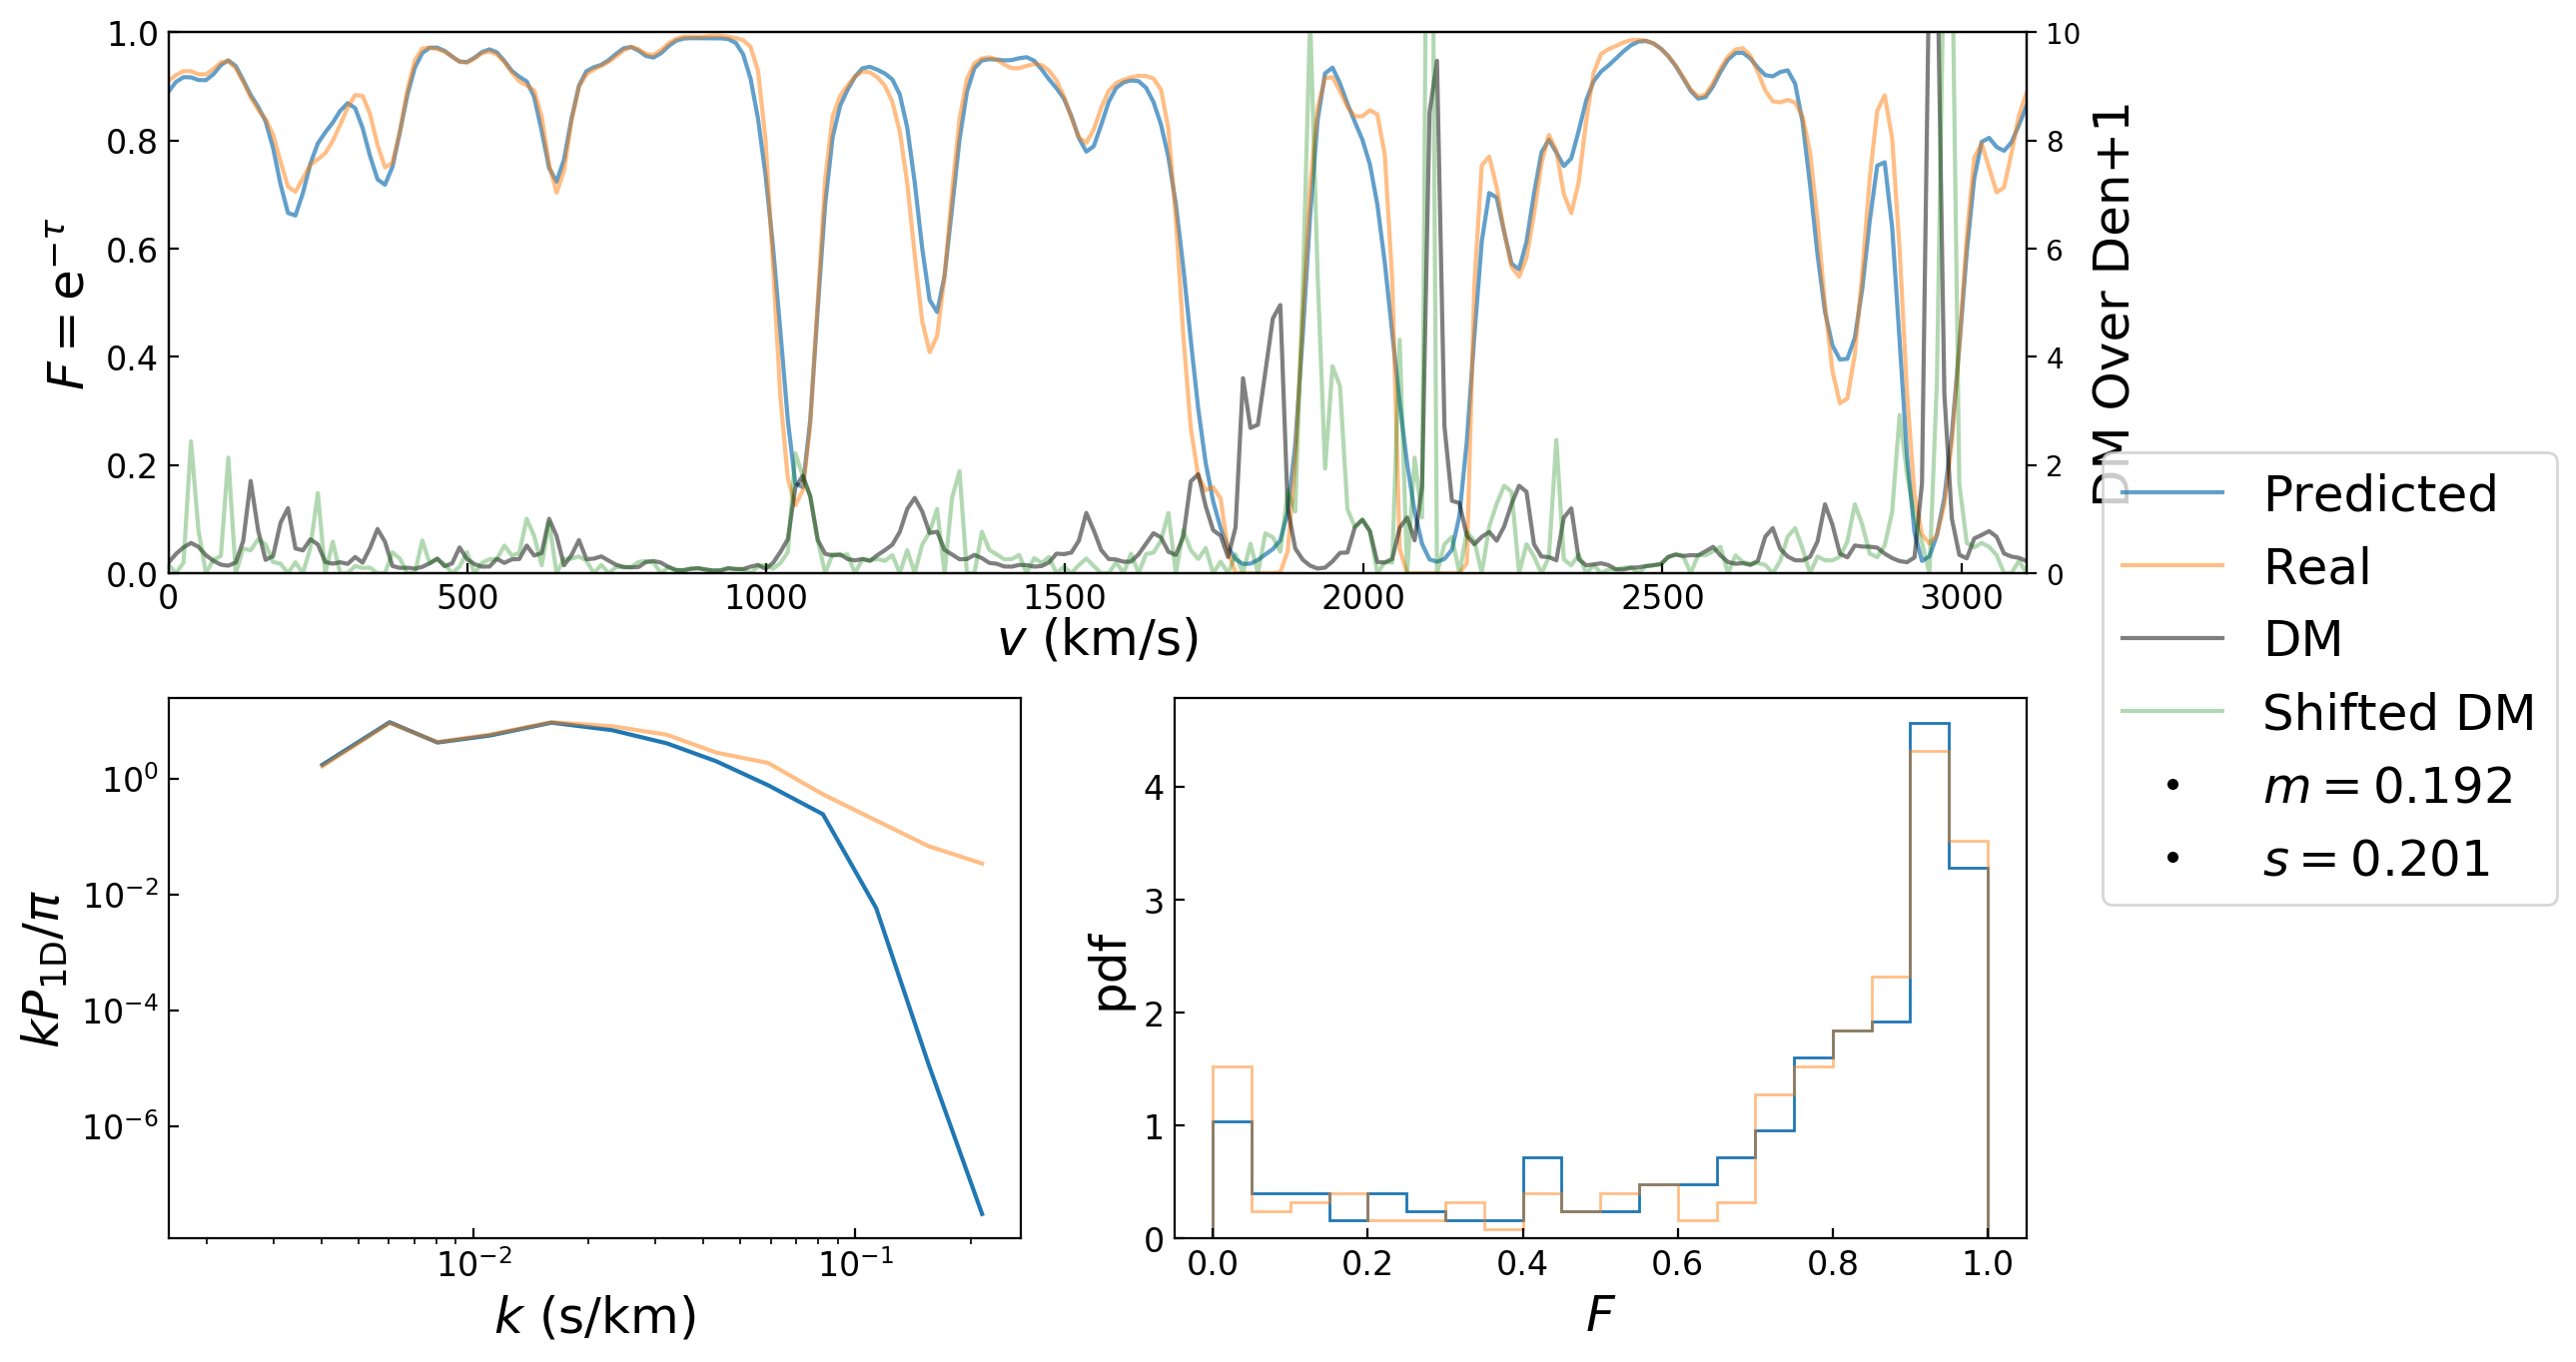 1.0
0.8
0.6
0.4
0.2
0.0
F = e^{-τ}
0 500 1000 1500 2000 2500 3000
v (km/s)
10
8
6
4
2
0
DM Over Den+1
Predicted
Real
DM
Shifted DM
m = 0.192
s = 0.201
10^0
10^{-2}
10^{-4}
10^{-6}
kP_{1D}/π
10^{-2} 10^{-1}
k (s/km)
4
3
2
1
0
pdf
0.0 0.2 0.4 0.6 0.8 1.0
F